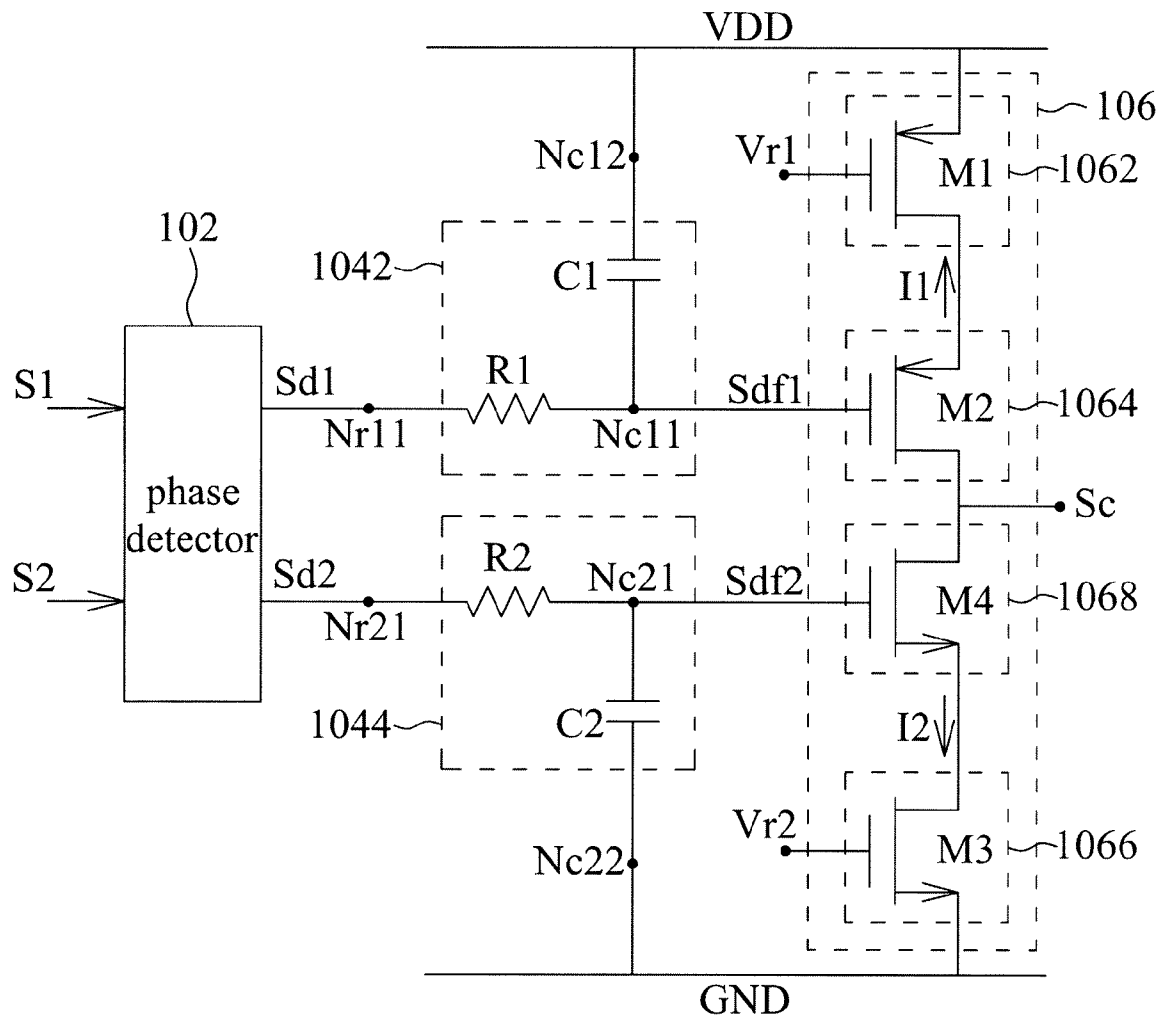 VDD
106
Nc12
Vr1
M1
1062
102
1042
C1
I1
S1
Sd1
R1
Sdf1
Nr11
Nc11
M2
1064
phase
detector
Sc
S2
Sd2
R2
Nc21
Sdf2
Nr21
M4
1068
1044
C2
I2
Vr2
M3
1066
Nc22
GND